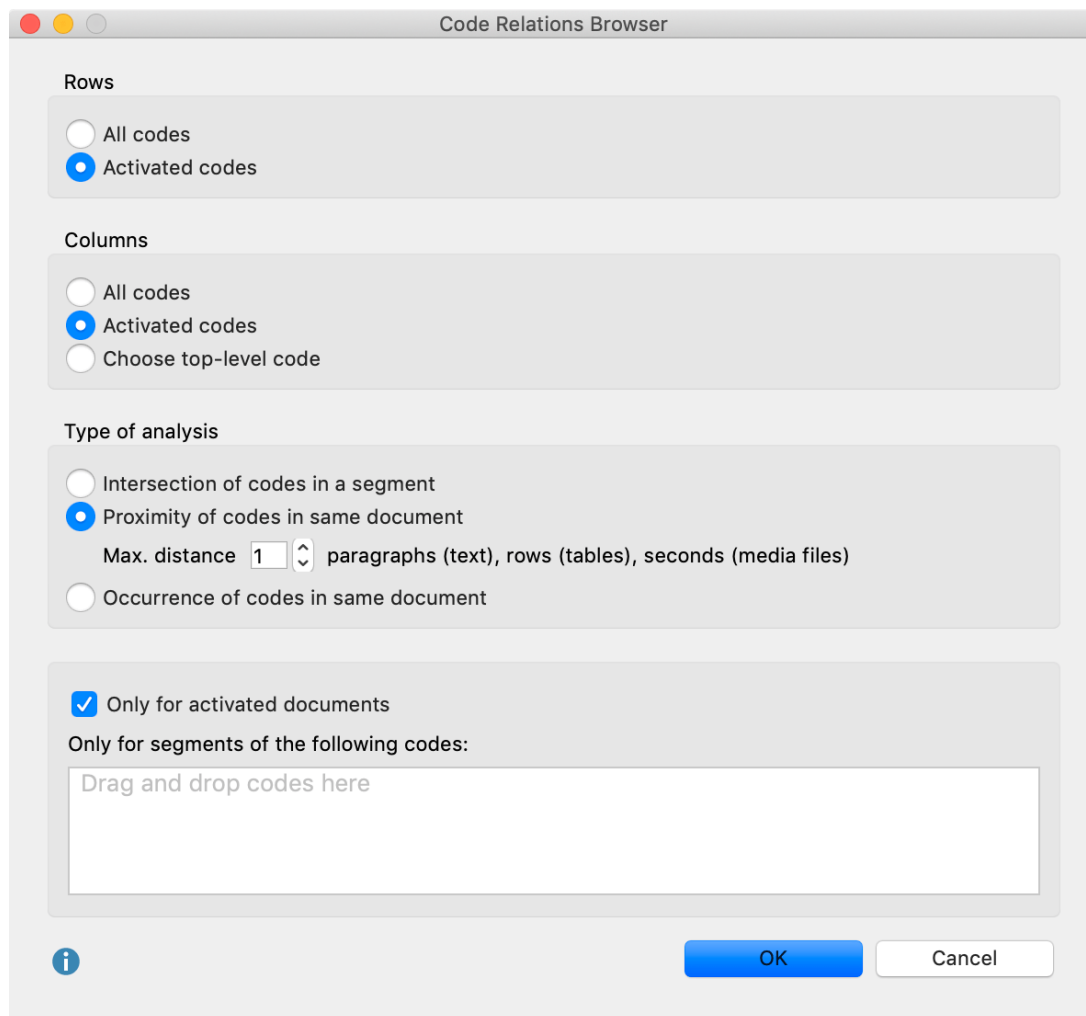 Code Relations Browser
Rows
All codes
Activated codes
Columns
All codes
Activated codes
Choose top-level code
Type of analysis
Intersection of codes in a segment
Proximity of codes in same document
Max. distance 1 paragraphs (text), rows (tables), seconds (media files)
Occurrence of codes in same document
Only for activated documents
Only for segments of the following codes:
Drag and drop codes here
OK Cancel